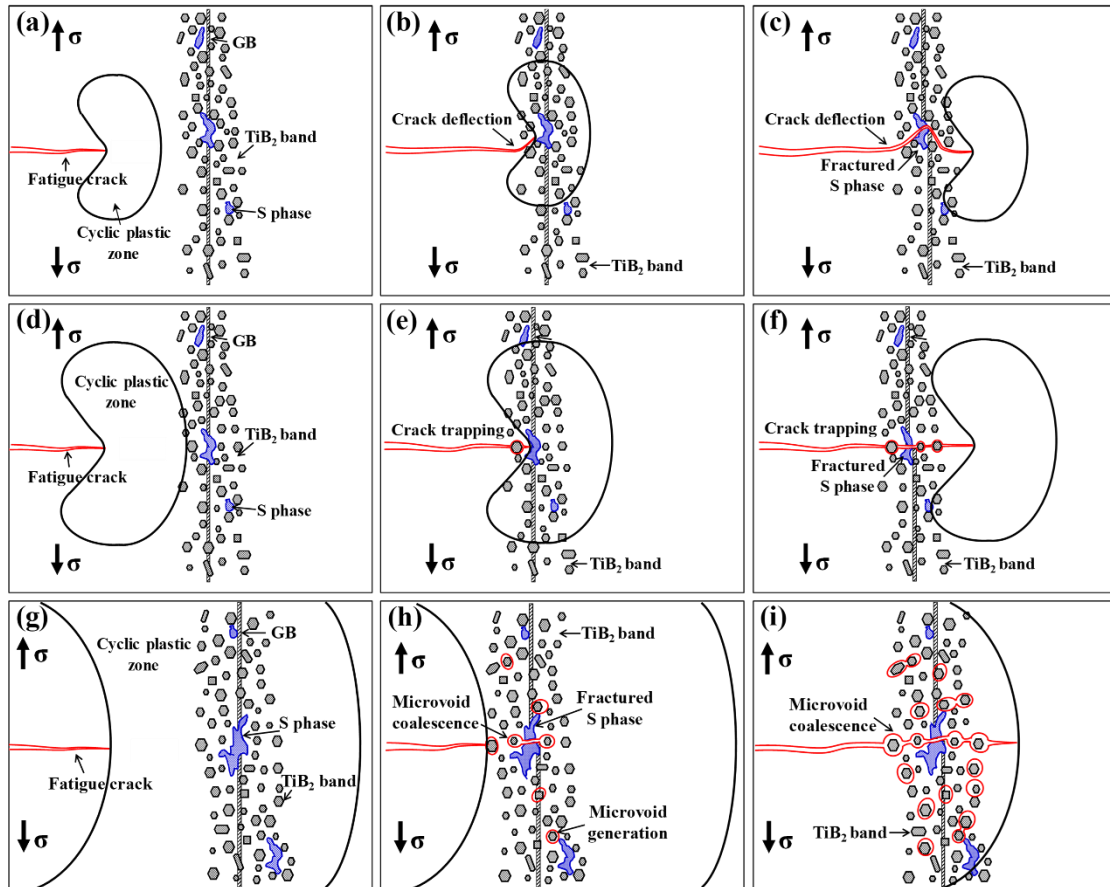 (a)
σ
GB
TiB₂ band
Fatigue crack
Cyclic plastic
zone
S phase
σ
(b)
σ
Crack deflection
σ
TiB₂ band
(c)
σ
Crack deflection
Fractured
S phase
σ
TiB₂ band
(d)
σ
GB
Cyclic plastic
zone
TiB₂ band
Fatigue crack
S phase
σ
(e)
σ
Crack trapping
σ
TiB₂ band
(f)
σ
Crack trapping
Fractured
S phase
σ
TiB₂ band
(g)
σ
GB
Cyclic plastic
zone
S phase
Fatigue crack
TiB₂ band
σ
(h)
σ
TiB₂ band
Microvoid
coalescence
Fractured
S phase
σ
Microvoid
generation
(i)
σ
Microvoid
coalescence
σ
TiB₂ band